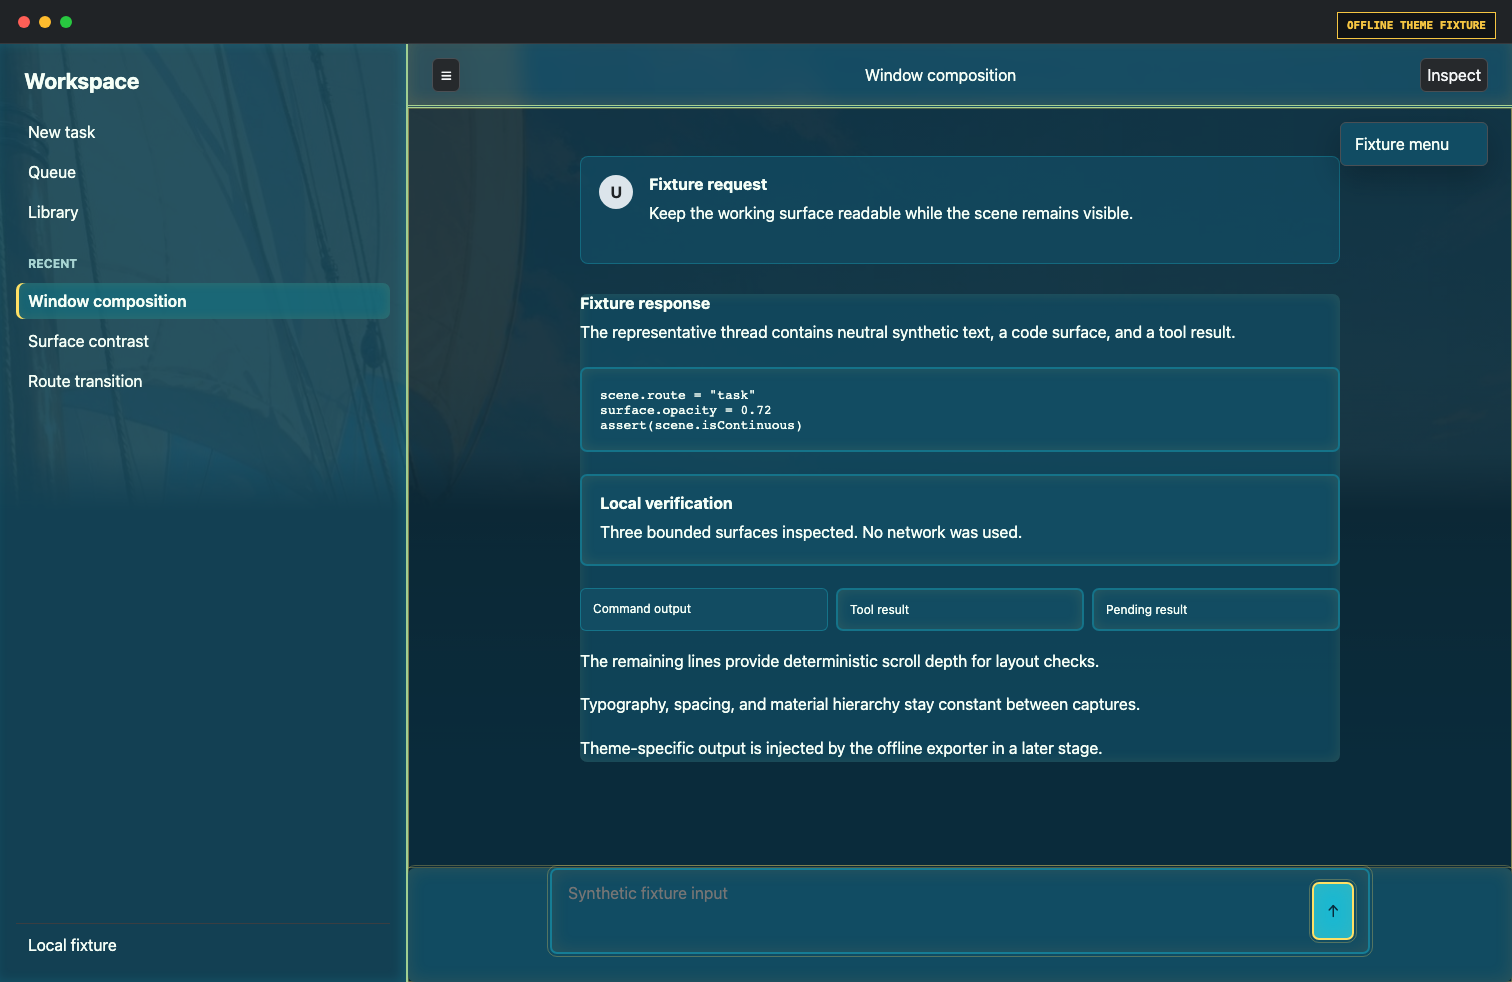 OFFLINE THEME FIXTURE
Workspace
New task
Queue
Library
RECENT
Window composition
Surface contrast
Route transition
Local fixture
Window composition
Inspect
Fixture menu
U
Fixture request
Keep the working surface readable while the scene remains visible.
Fixture response
The representative thread contains neutral synthetic text, a code surface, and a tool result.
scene.route = "task"
surface.opacity = 0.72
assert(scene.isContinuous)
Local verification
Three bounded surfaces inspected. No network was used.
Command output
Tool result
Pending result
The remaining lines provide deterministic scroll depth for layout checks.
Typography, spacing, and material hierarchy stay constant between captures.
Theme-specific output is injected by the offline exporter in a later stage.
Synthetic fixture input